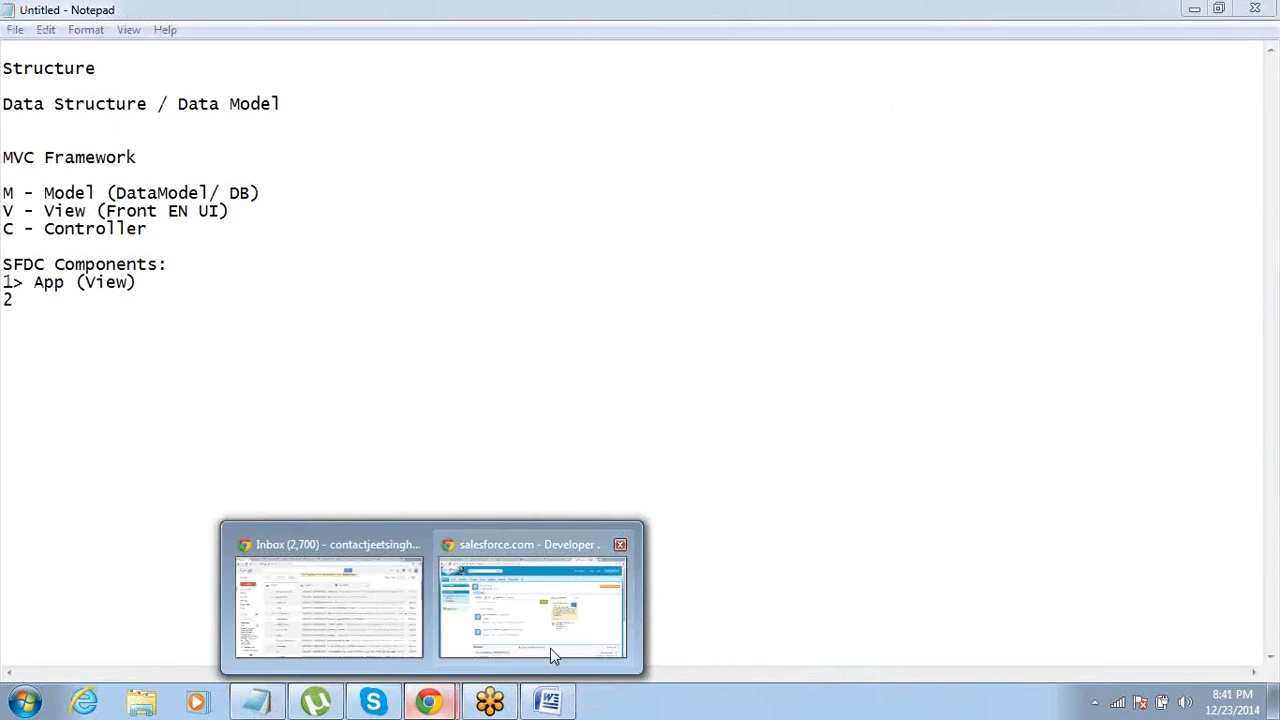 Untitled - Notepad
File Edit Format View Help
Structure
Data Structure / Data Model
MVC Framework
M - Model (DataModel/ DB)
V - View (Front EN UI)
C - Controller
SFDC Components:
1> App (View)
2
Inbox (2,700) - contactjeetsingh...
salesforce.com - Developer ...
8:41 PM
12/23/2014